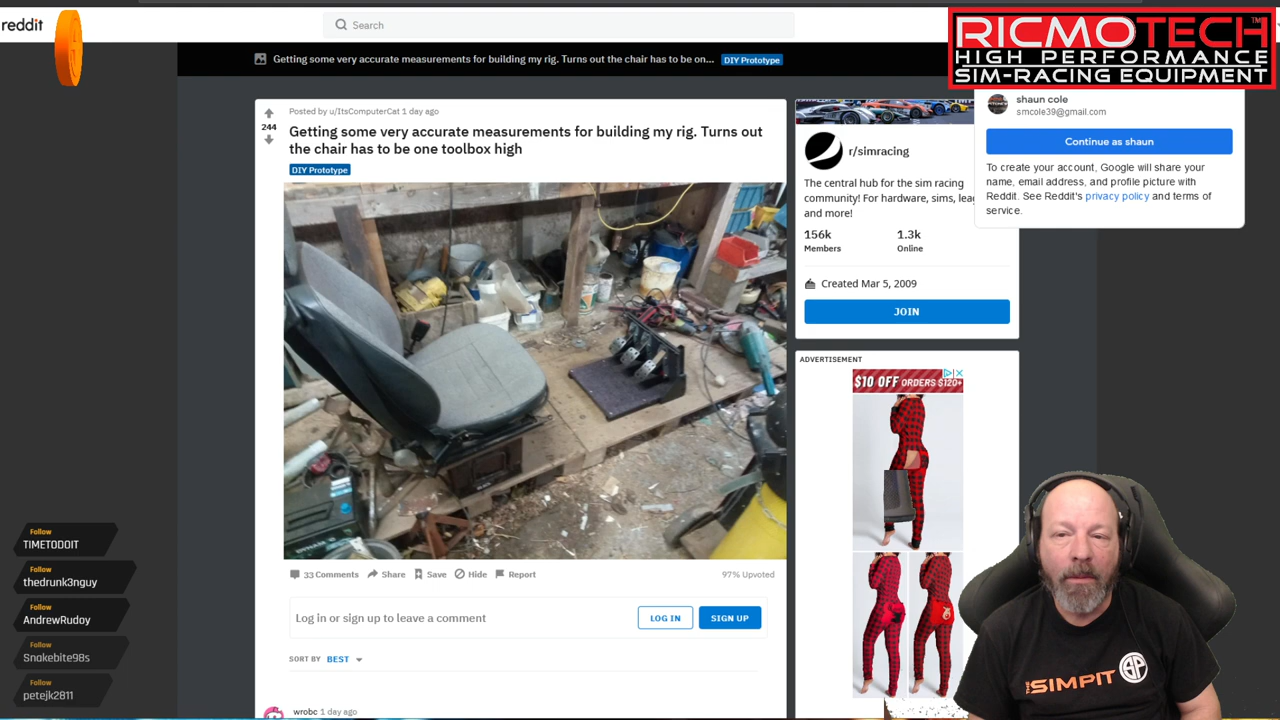 reddit
Search
RICMOTECH™
HIGH PERFORMANCE
SIM-RACING EQUIPMENT
Getting some very accurate measurements for building my rig. Turns out the chair has to be on... DIY Prototype
shaun cole
smcole39@gmail.com
Continue as shaun
To create your account, Google will share your
name, email address, and profile picture with
Reddit. See Reddit's privacy policy and terms of
service.
Posted by u/ItsComputerCat 1 day ago
244
Getting some very accurate measurements for building my rig. Turns out
the chair has to be one toolbox high
DIY Prototype
r/simracing
The central hub for the sim racing
community! For hardware, sims, leag
and more!
156k 1.3k
Members Online
Created Mar 5, 2009
JOIN
ADVERTISEMENT
$10 OFF ORDERS $120+
33 Comments Share Save Hide Report 97% Upvoted
Log in or sign up to leave a comment LOG IN SIGN UP
SORT BY BEST
wrobc 1 day ago
Follow
TIMETODOIT
Follow
thedrunk3nguy
Follow
AndrewRudoy
Follow
Snakebite98s
Follow
petejk2811
THE SIMPIT SP